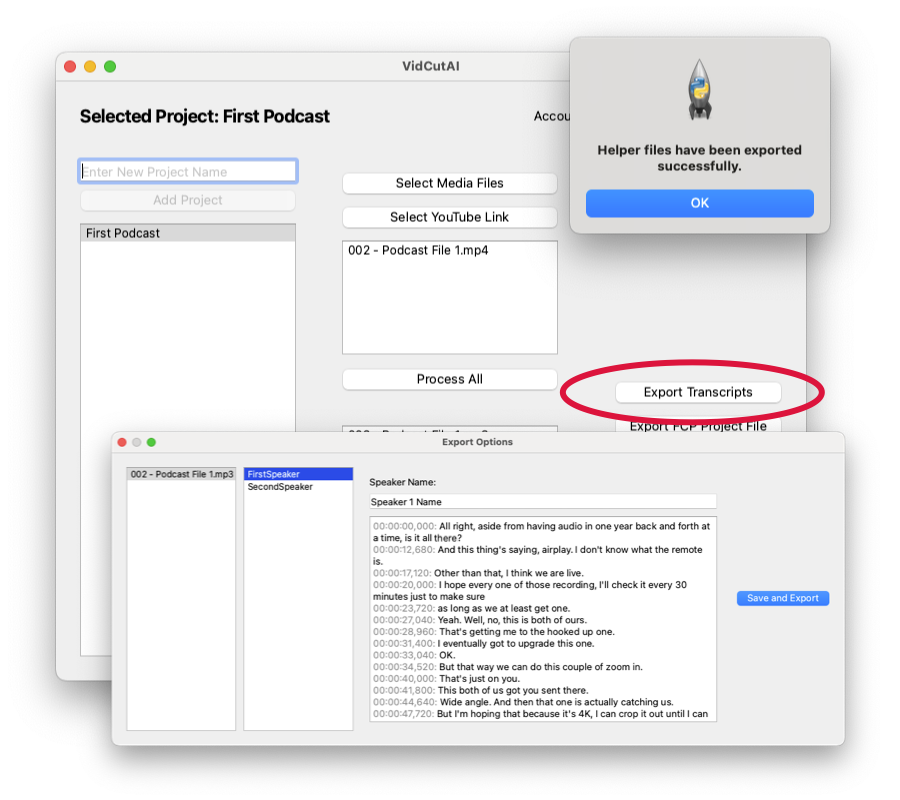 VidCutAI
Selected Project: First Podcast
Accou
Helper files have been exported
successfully.
OK
Enter New Project Name
Add Project
First Podcast
Select Media Files
Select YouTube Link
002 - Podcast File 1.mp4
Process All
Export Transcripts
Export FCP Project File
Export Options
002 - Podcast File 1.mp3
FirstSpeaker
SecondSpeaker
Speaker Name:
Speaker 1 Name
00:00:00,000: All right, aside from having audio in one year back and forth at
a time, is it all there?
00:00:12,680: And this thing's saying, airplay. I don't know what the remote
is.
00:00:17,120: Other than that, I think we are live.
00:00:20,000: I hope every one of those recording, I'll check it every 30
minutes just to make sure
00:00:23,720: as long as we at least get one.
00:00:27,040: Yeah. Well, no, this is both of ours.
00:00:28,960: That's getting me to the hooked up one.
00:00:31,400: I eventually got to upgrade this one.
00:00:33,040: OK.
00:00:34,520: But that way we can do this couple of zoom in.
00:00:40,000: That's just on you.
00:00:41,800: This both of us got you sent there.
00:00:44,640: Wide angle. And then that one is actually catching us.
00:00:47,720: But I'm hoping that because it's 4K, I can crop it out until I can
Save and Export